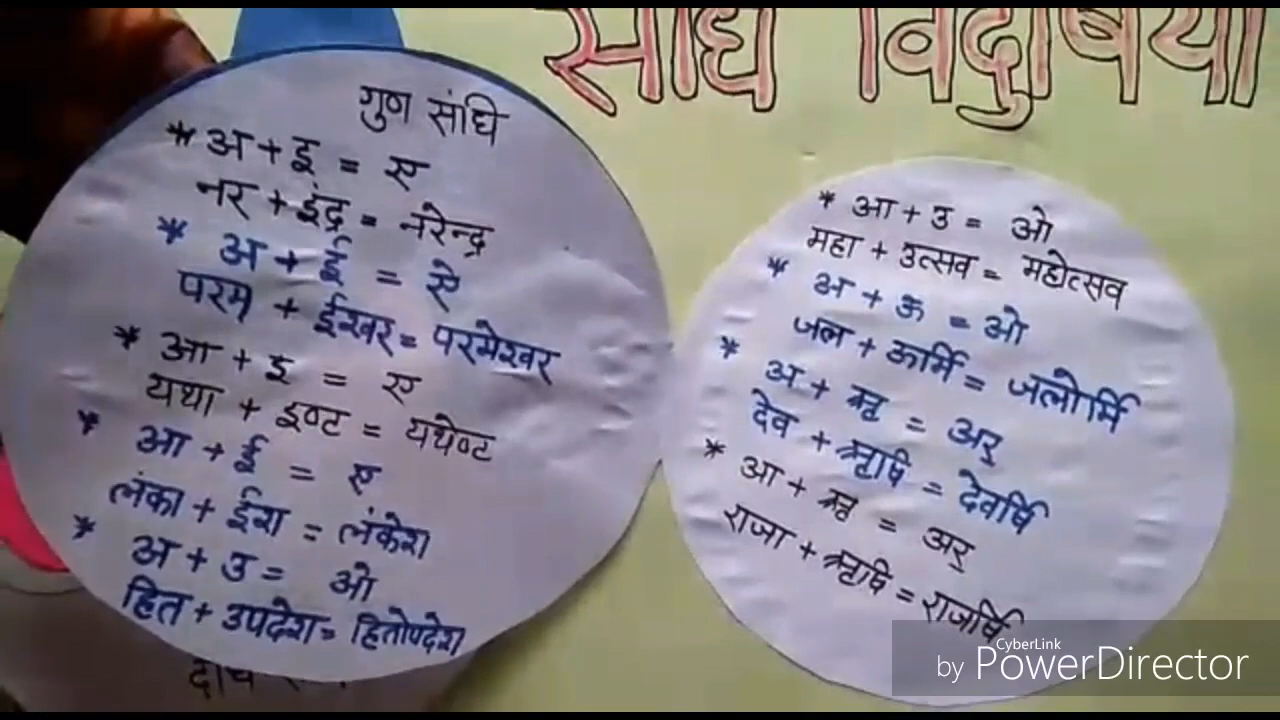 संधि विदुषियों
गुण संधि
* अ + इ = ए
नर + इंद्र = नरेन्द्र
* अ + ई = ऐ
परम + ईश्वर = परमेश्वर
* आ + इ = ए
यथा + इष्ट = यथेष्ट
* आ + ई = ए
लंका + ईश = लंकेश
* अ + उ = ओ
हित + उपदेश = हितोपदेश
* आ + उ = ओ
महा + उत्सव = महोत्सव
* अ + ऊ = ओ
जल + ऊर्मि = जलोर्मि
* अ + ऋ = अर्
देव + ऋषि = देवर्षि
* आ + ऋ = अर्
राजा + ऋषि = राजर्षि
CyberLink
by PowerDirector